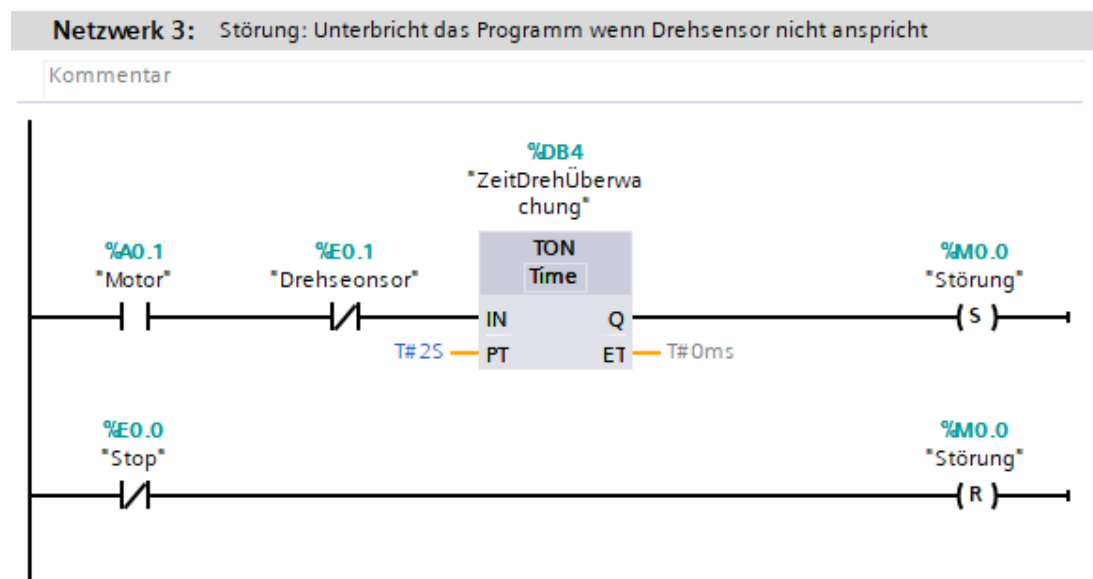 Netzwerk 3: Störung: Unterbricht das Programm wenn Drehsensor nicht anspricht
Kommentar
%DB4
"ZeitDrehÜberwa
chung"
%A0.1
"Motor"
%E0.1
"Drehseonsor"
TON
Time
%M0.0
"Störung"
IN
Q
( S )
T#2S
PT
ET
T#0ms
%E0.0
"Stop"
%M0.0
"Störung"
( R )